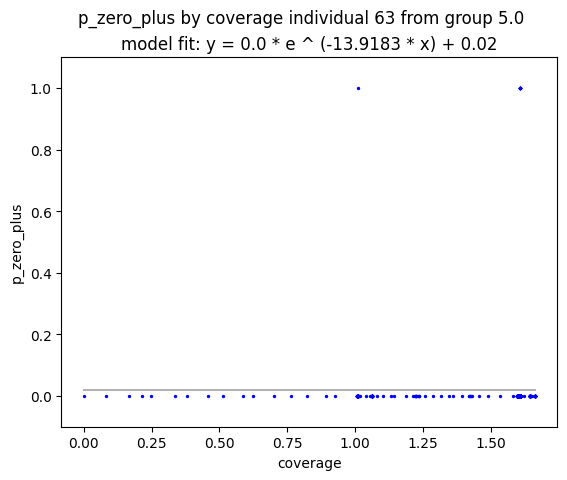 p_zero_plus by coverage individual 63 from group 5.0
model fit: y = 0.0 * e ^ (-13.9183 * x) + 0.02
1.0
0.8
0.6
0.4
0.2
0.0
p_zero_plus
0.00 0.25 0.50 0.75 1.00 1.25 1.50
coverage